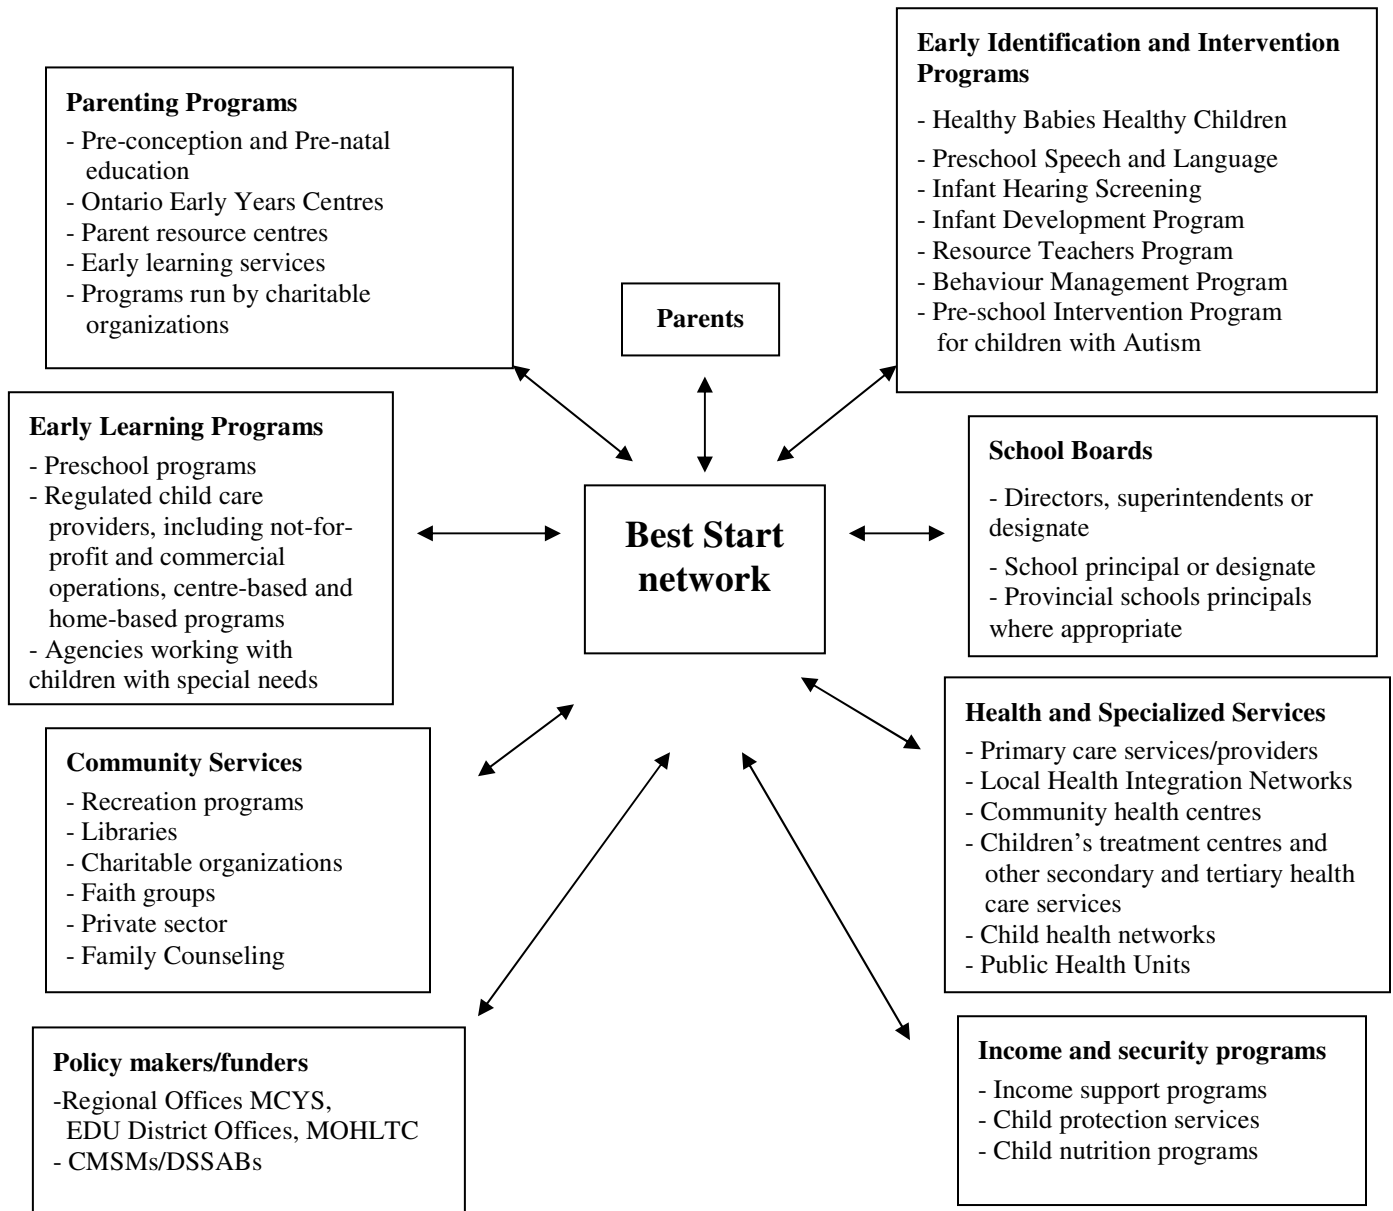 Early Identification and Intervention
Programs
- Healthy Babies Healthy Children
- Preschool Speech and Language
- Infant Hearing Screening
- Infant Development Program
- Resource Teachers Program
- Behaviour Management Program
- Pre-school Intervention Program
for children with Autism
Parenting Programs
- Pre-conception and Pre-natal
education
- Ontario Early Years Centres
- Parent resource centres
- Early learning services
- Programs run by charitable
organizations
Parents
Early Learning Programs
- Preschool programs
- Regulated child care
providers, including not-for-
profit and commercial
operations, centre-based and
home-based programs
- Agencies working with
children with special needs
Best Start
network
School Boards
- Directors, superintendents or
designate
- School principal or designate
- Provincial schools principals
where appropriate
Community Services
- Recreation programs
- Libraries
- Charitable organizations
- Faith groups
- Private sector
- Family Counseling
Health and Specialized Services
- Primary care services/providers
- Local Health Integration Networks
- Community health centres
- Children’s treatment centres and
other secondary and tertiary health
care services
- Child health networks
- Public Health Units
Policy makers/funders
-Regional Offices MCYS,
EDU District Offices, MOHLTC
- CMSMs/DSSABs
Income and security programs
- Income support programs
- Child protection services
- Child nutrition programs